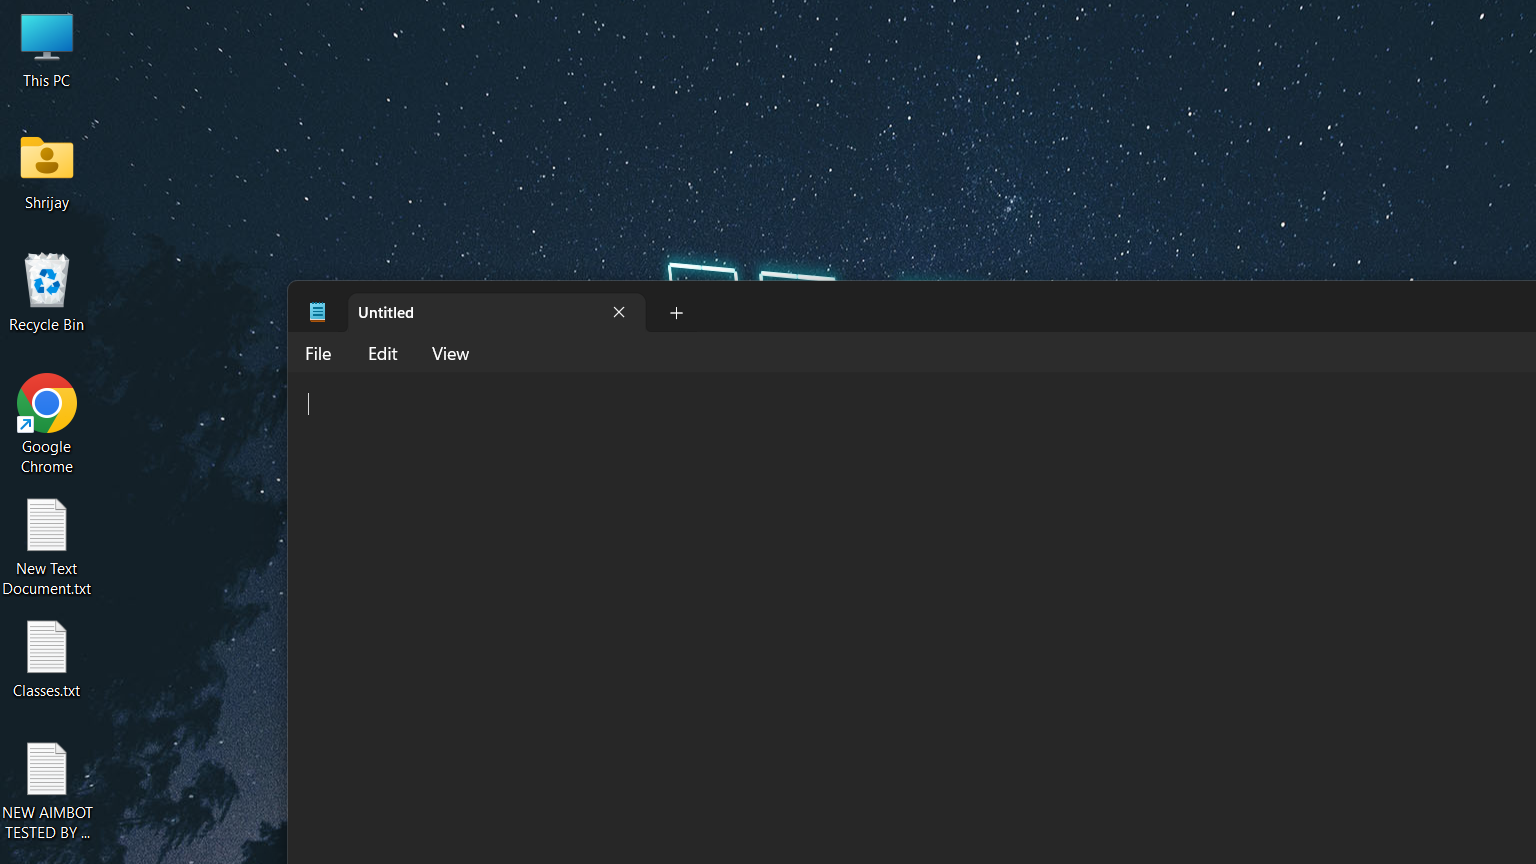 This PC
Shrijay
Recycle Bin
Google
Chrome
New Text
Document.txt
Classes.txt
NEW AIMBOT
TESTED BY ...
Untitled
File Edit View